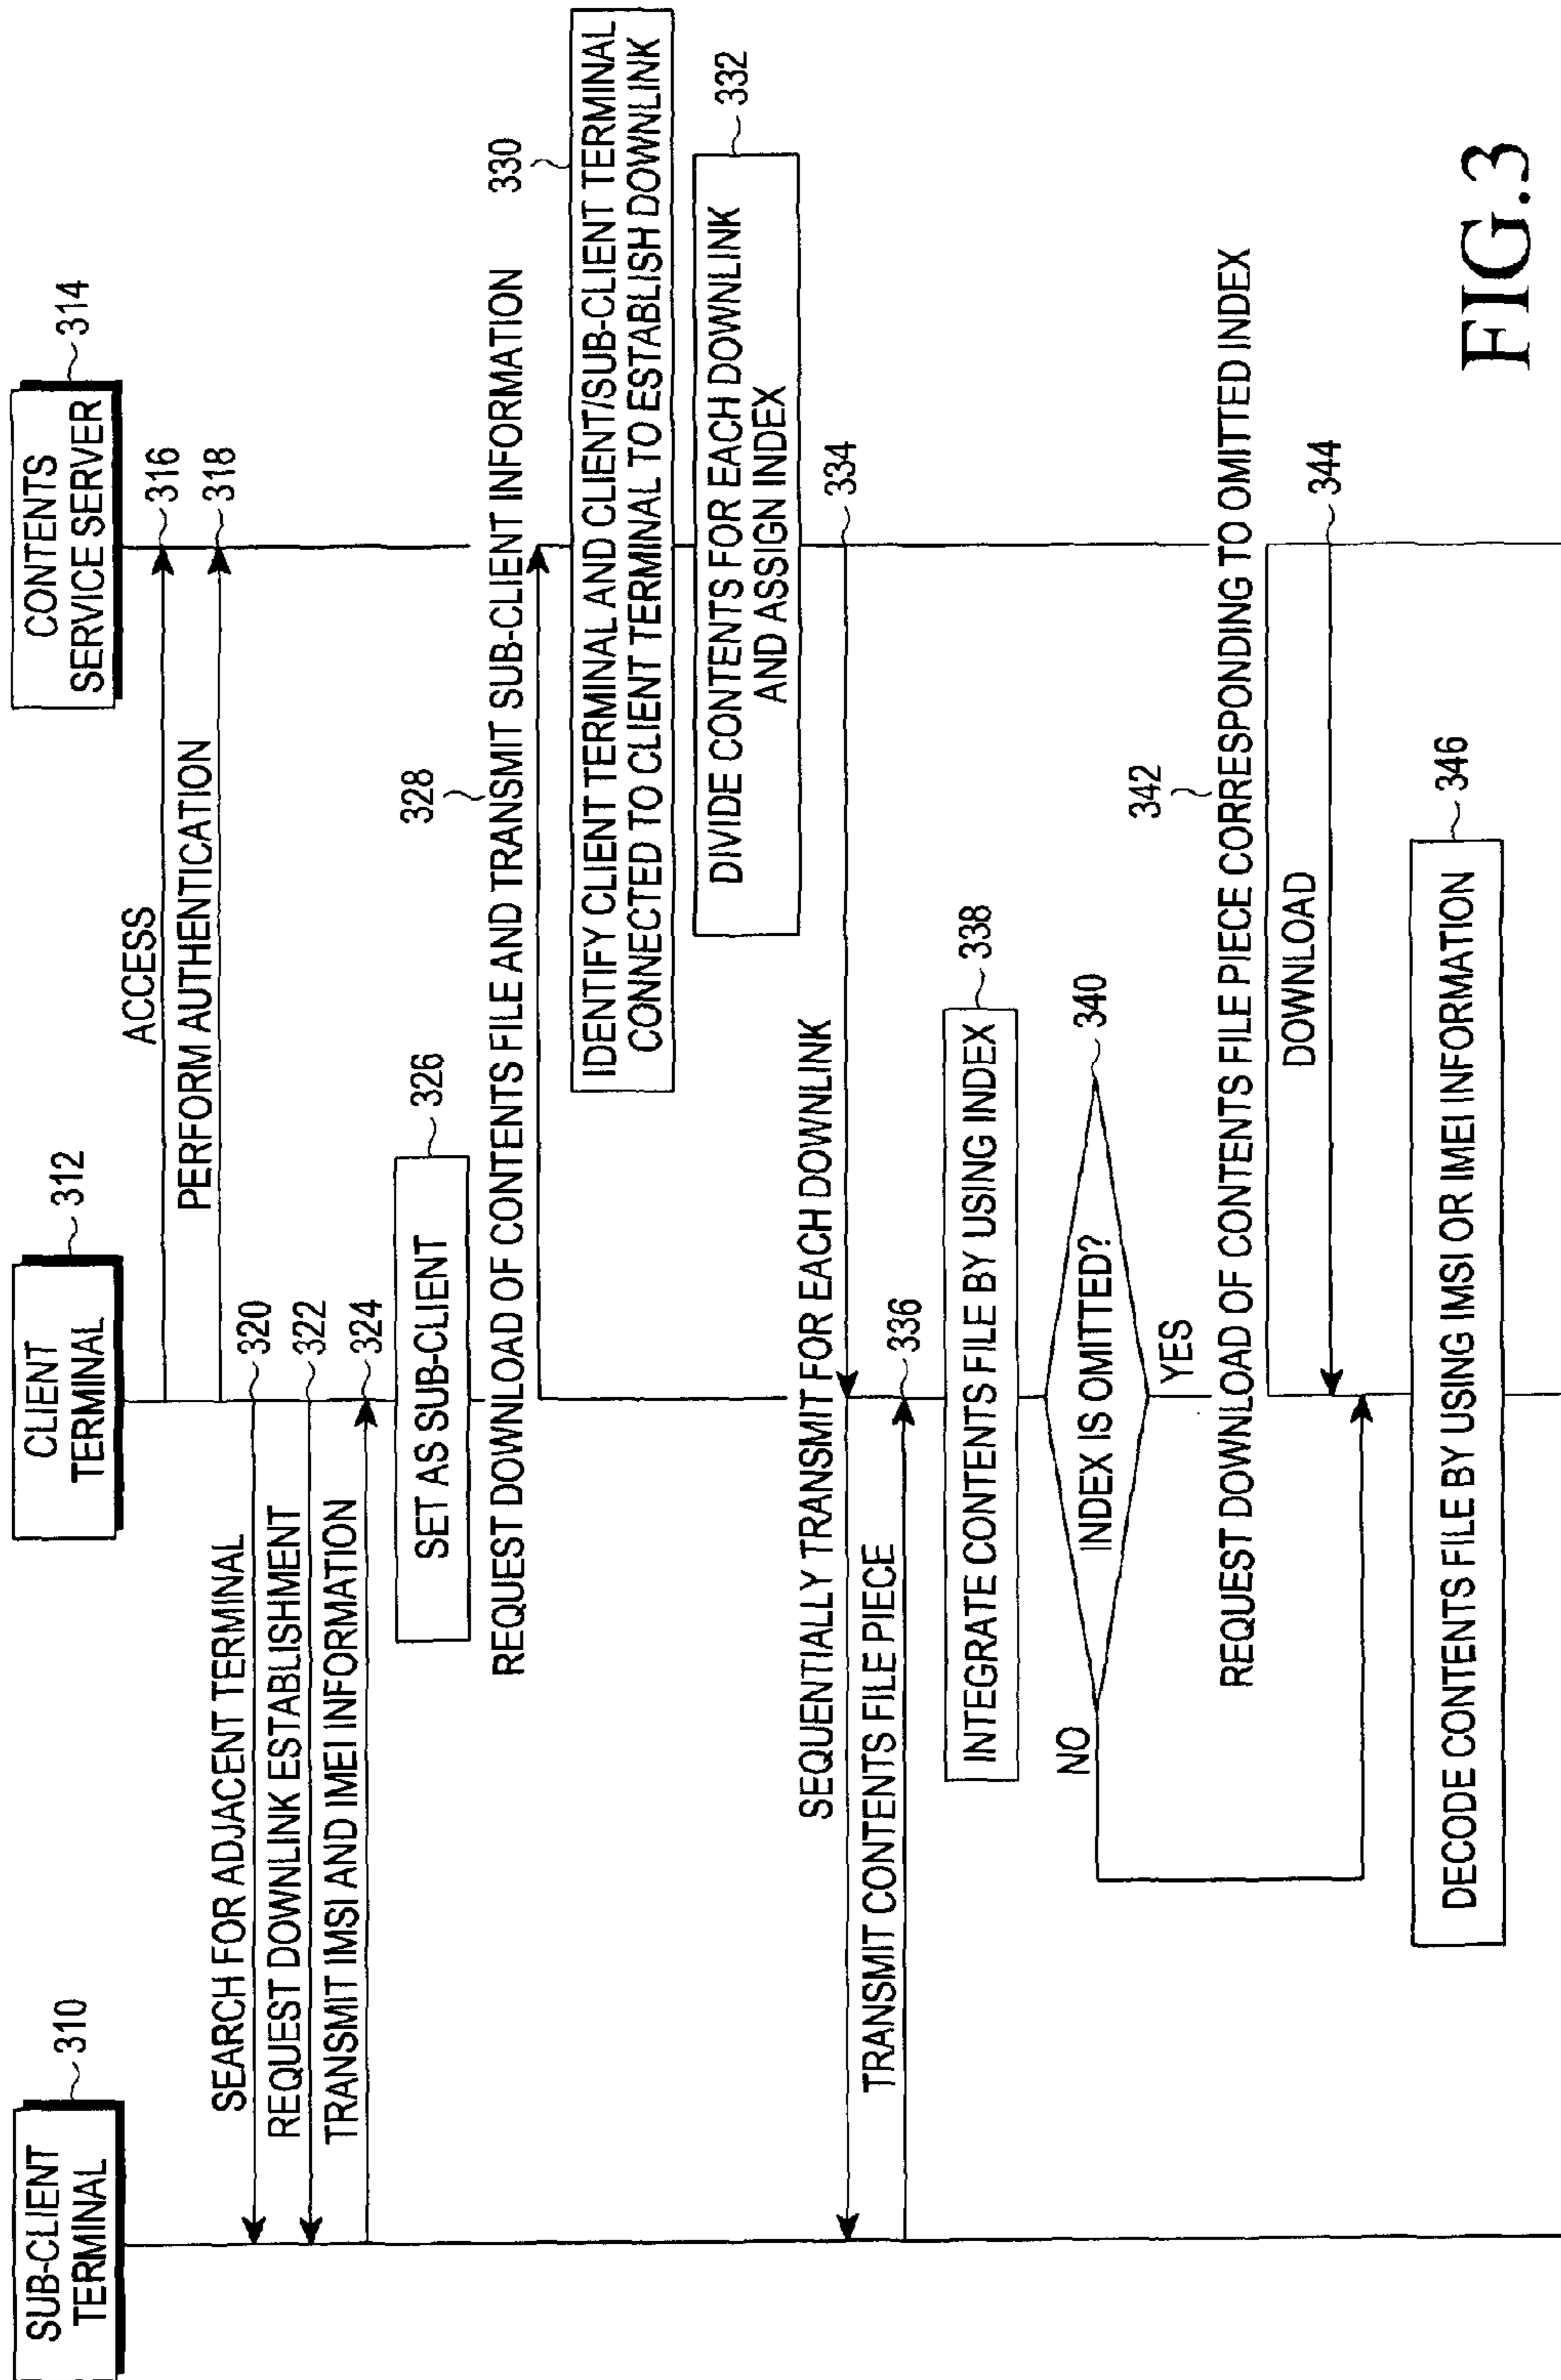 SUB-CLIENT
TERMINAL
310
CLIENT
TERMINAL
312
CONTENTS
SERVICE SERVER
314
ACCESS
316
PERFORM AUTHENTICATION
318
SEARCH FOR ADJACENT TERMINAL
320
REQUEST DOWNLINK ESTABLISHMENT
322
TRANSMIT IMSI AND IMEI INFORMATION
324
SET AS SUB-CLIENT
326
328
REQUEST DOWNLOAD OF CONTENTS FILE AND TRANSMIT SUB-CLIENT INFORMATION
330
IDENTIFY CLIENT TERMINAL AND CLIENT/SUB-CLIENT TERMINAL
CONNECTED TO CLIENT TERMINAL TO ESTABLISH DOWNLINK
332
DIVIDE CONTENTS FOR EACH DOWNLINK
AND ASSIGN INDEX
SEQUENTIALLY TRANSMIT FOR EACH DOWNLINK
334
TRANSMIT CONTENTS FILE PIECE
336
INTEGRATE CONTENTS FILE BY USING INDEX
338
340
INDEX IS OMITTED?
NO
YES
342
REQUEST DOWNLOAD OF CONTENTS FILE PIECE CORRESPONDING TO OMITTED INDEX
DOWNLOAD
344
DECODE CONTENTS FILE BY USING IMSI OR IMEI INFORMATION
346
FIG.3